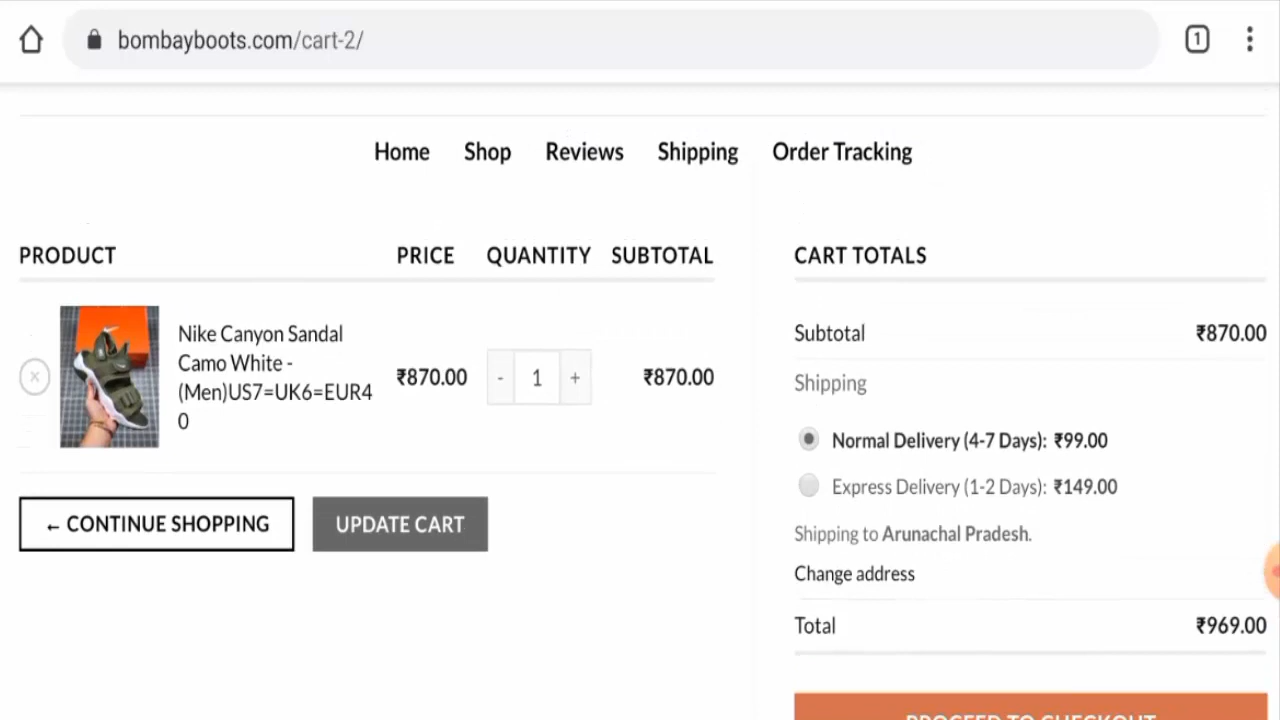 bombayboots.com/cart-2/
1
Home Shop Reviews Shipping Order Tracking
PRODUCT PRICE QUANTITY SUBTOTAL
Nike Canyon Sandal
Camo White -
(Men)US7=UK6=EUR4
0
₹870.00 - 1 + ₹870.00
← CONTINUE SHOPPING UPDATE CART
CART TOTALS
Subtotal ₹870.00
Shipping
Normal Delivery (4-7 Days): ₹99.00
Express Delivery (1-2 Days): ₹149.00
Shipping to Arunachal Pradesh.
Change address
Total ₹969.00
PROCEED TO CHECKOUT